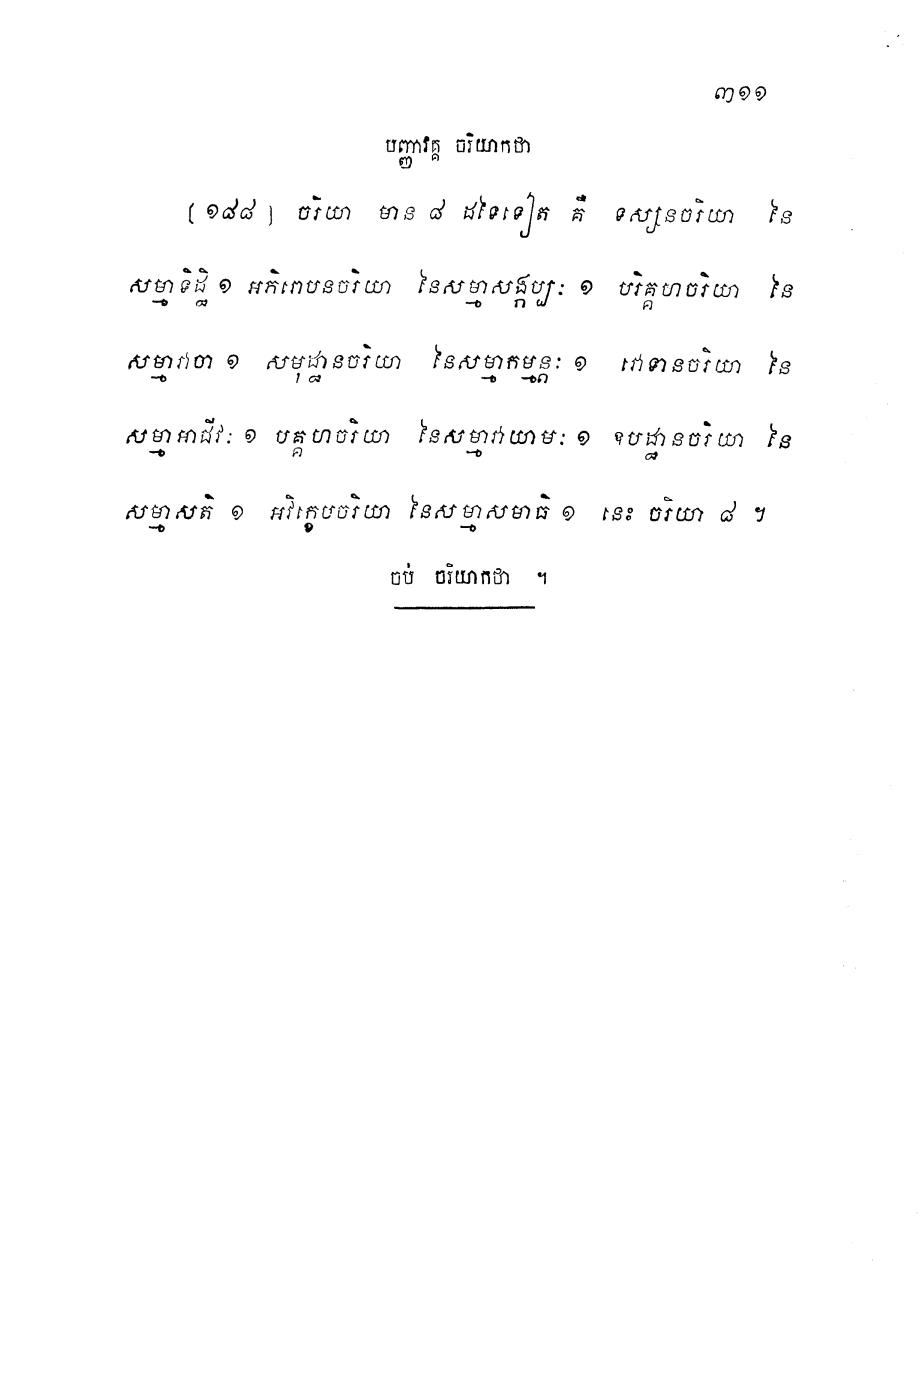 ៣១១
បញ្ញាវគ្គ ចរិយាកថា
(១៨៨) ចរិយា មាន ៨ ដទៃទៀត គឺ ទស្សនចរិយា នៃ
សម្មាទិដ្ឋិ ១ អភិរោបនចរិយា នៃសម្មាសង្កប្បៈ ១ បរិគ្គហចរិយា នៃ
សម្មាវាចា ១ សមុដ្ឋានចរិយា នៃសម្មាកម្មន្តៈ ១ វោទានចរិយា នៃ
សម្មាអាជីវៈ ១ បគ្គហចរិយា នៃសម្មាវាយាមៈ ១ ឧបដ្ឋានចរិយា នៃ
សម្មាសតិ ១ អវិក្ខេបចរិយា នៃសម្មាសមាធិ ១ នេះ ចរិយា ៨ ។
ចប់ ចរិយាកថា ។